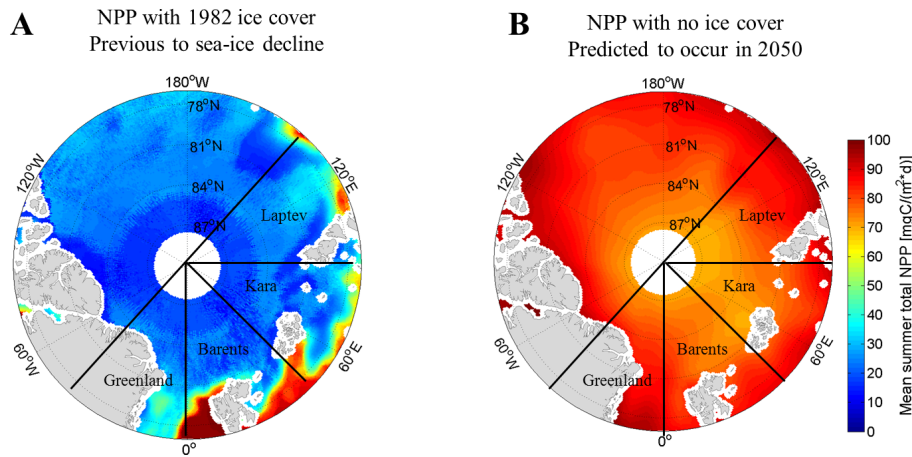 A
NPP with 1982 ice cover
Previous to sea-ice decline
180°W
78°N
81°N
84°N
87°N
120°W
120°E
60°W
60°E
0°
Laptev
Kara
Barents
Greenland
B
NPP with no ice cover
Predicted to occur in 2050
180°W
78°N
81°N
84°N
87°N
120°W
120°E
60°W
60°E
0°
Laptev
Kara
Barents
Greenland
100
90
80
70
60
50
40
30
20
10
0
Mean summer total NPP [mgC/(m²*d)]